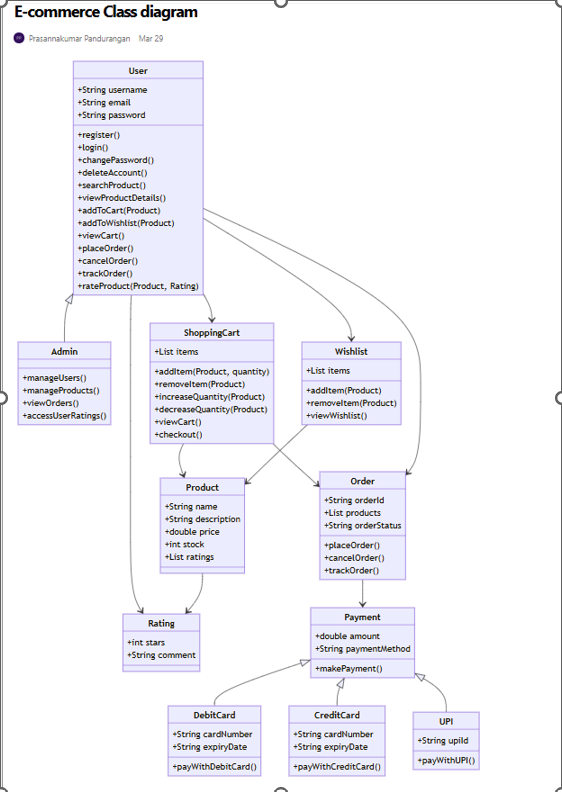 E-commerce Class diagram
PP Prasannakumar Pandurangan Mar 29
User
+String username
+String email
+String password
+register()
+login()
+changePassword()
+deleteAccount()
+searchProduct()
+viewProductDetails()
+addToCart(Product)
+addToWishlist(Product)
+viewCart()
+placeOrder()
+cancelOrder()
+trackOrder()
+rateProduct(Product, Rating)
Admin
+manageUsers()
+manageProducts()
+viewOrders()
+accessUserRatings()
ShoppingCart
+List items
+addItem(Product, quantity)
+removeItem(Product)
+increaseQuantity(Product)
+decreaseQuantity(Product)
+viewCart()
+checkout()
Wishlist
+List items
+addItem(Product)
+removeItem(Product)
+viewWishlist()
Product
+String name
+String description
+double price
+int stock
+List ratings
Order
+String orderId
+List products
+String orderStatus
+placeOrder()
+cancelOrder()
+trackOrder()
Rating
+int stars
+String comment
Payment
+double amount
+String paymentMethod
+makePayment()
DebitCard
+String cardNumber
+String expiryDate
+payWithDebitCard()
CreditCard
+String cardNumber
+String expiryDate
+payWithCreditCard()
UPI
+String upiId
+payWithUPI()